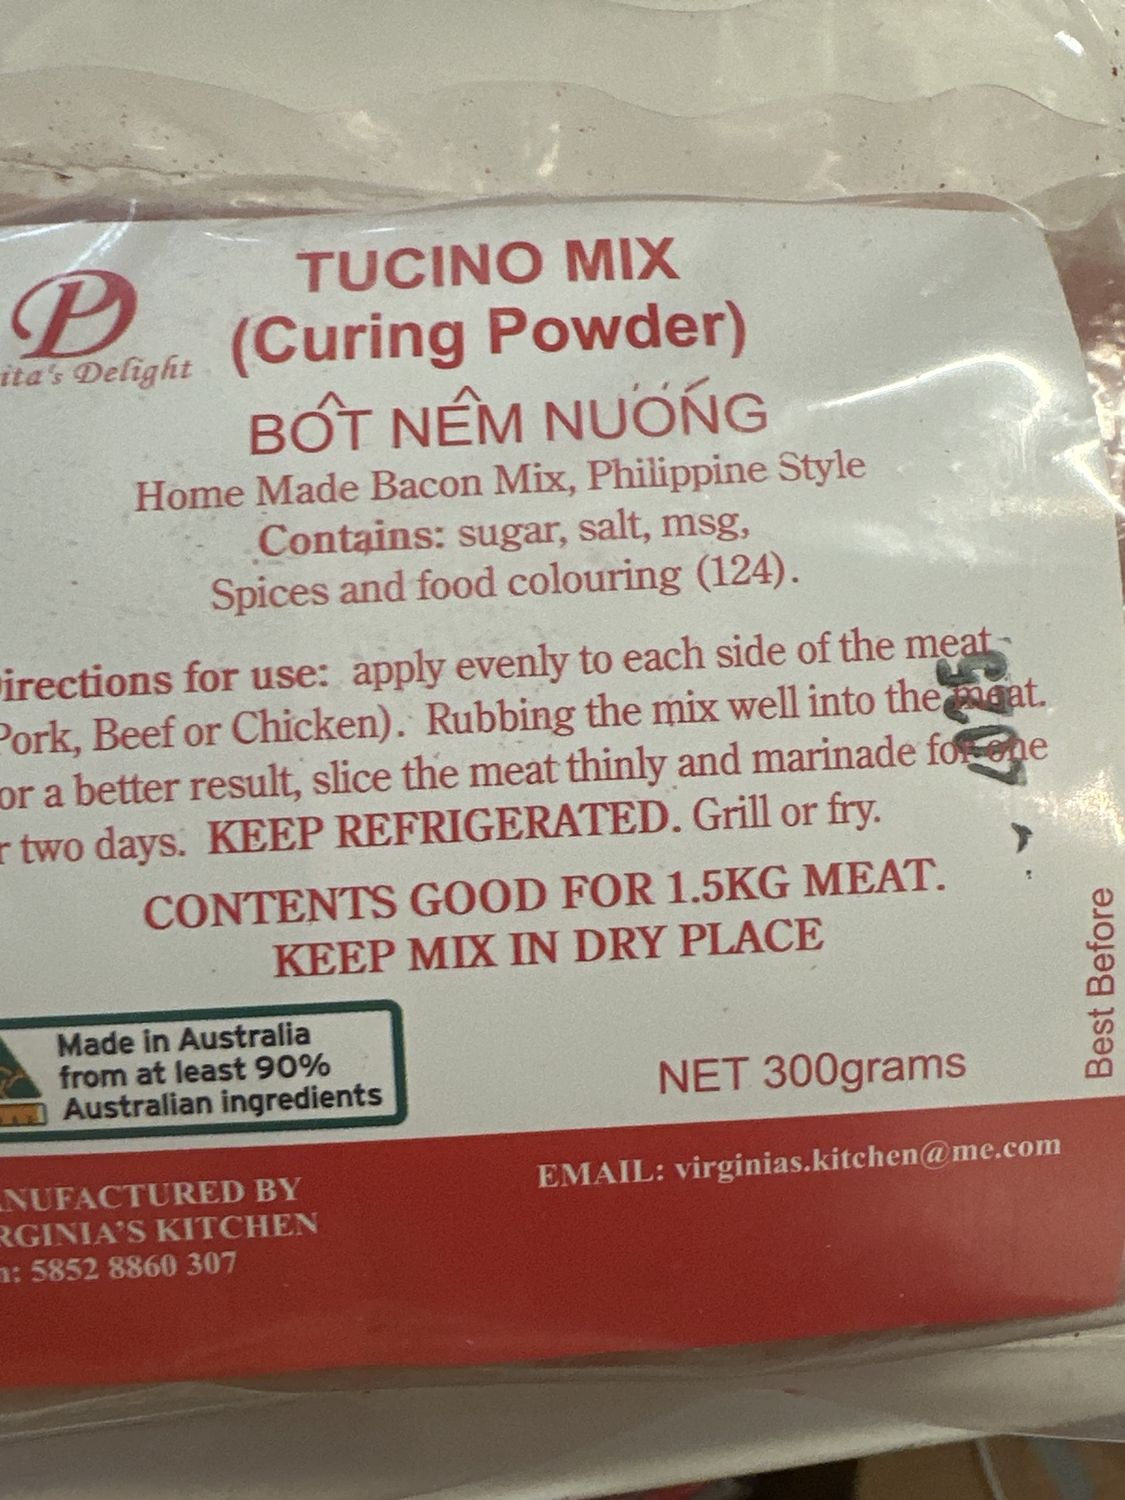 TUCINO MIX
(Curing Powder)
ita's Delight
BỘT NÊM NƯỚNG
Home Made Bacon Mix, Philippine Style
Contains: sugar, salt, msg,
Spices and food colouring (124).
irections for use: apply evenly to each side of the meat
Pork, Beef or Chicken). Rubbing the mix well into the meat.
or a better result, slice the meat thinly and marinade for one
r two days. KEEP REFRIGERATED. Grill or fry.
CONTENTS GOOD FOR 1.5KG MEAT.
KEEP MIX IN DRY PLACE
Made in Australia
from at least 90%
Australian ingredients
NET 300grams
Best Before
ANUFACTURED BY
RGINIA'S KITCHEN
n: 5852 8860 307
EMAIL: virginias.kitchen@me.com